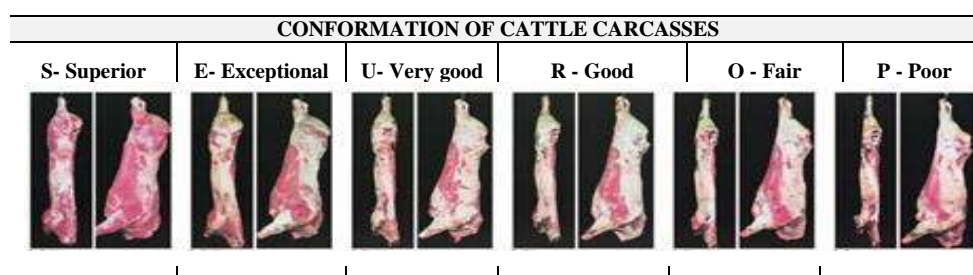 CONFORMATION OF CATTLE CARCASSES
S- Superior E- Exceptional U- Very good R - Good O - Fair P - Poor